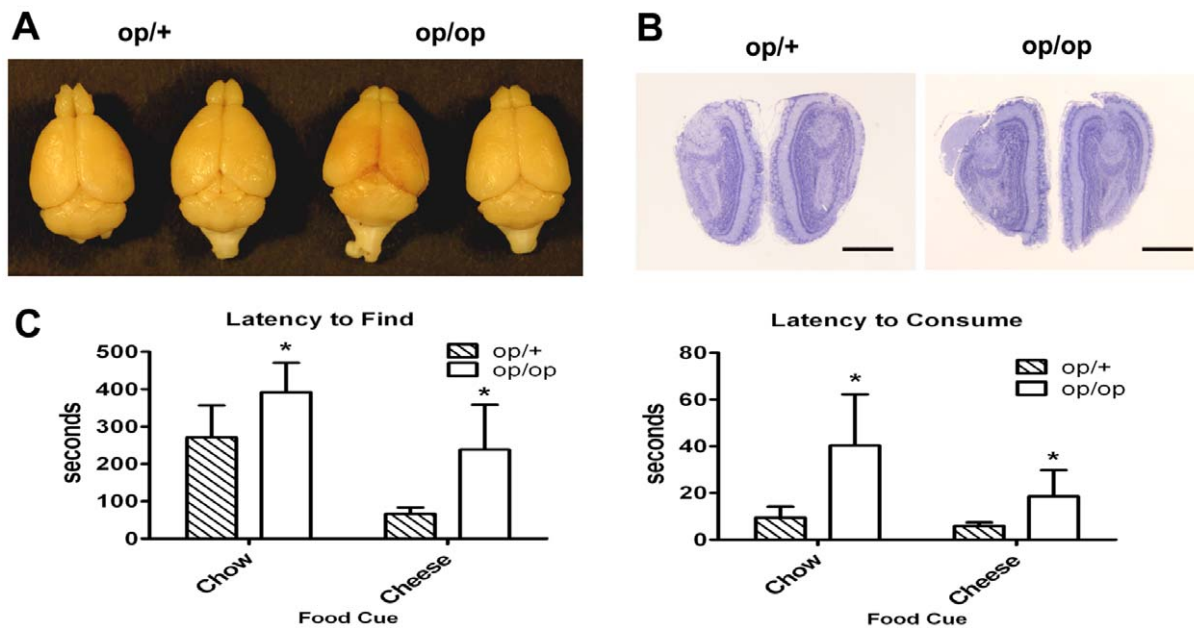 A
op/+
op/op
B
op/+
op/op
C
Latency to Find
500
400
300
200
100
0
seconds
op/+
op/op
*
*
Chow
Cheese
Food Cue
Latency to Consume
80
60
40
20
0
seconds
op/+
op/op
*
*
Chow
Cheese
Food Cue